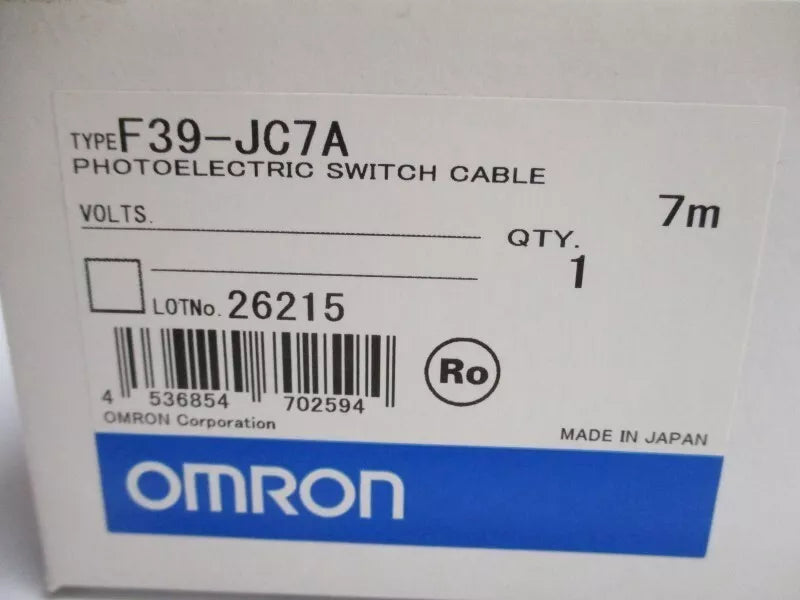 TYPE F39-JC7A
PHOTOELECTRIC SWITCH CABLE
7m
VOLTS.
QTY.
1
LOTNo. 26215
Ro
4 536854 702594
OMRON Corporation
MADE IN JAPAN
OMRON